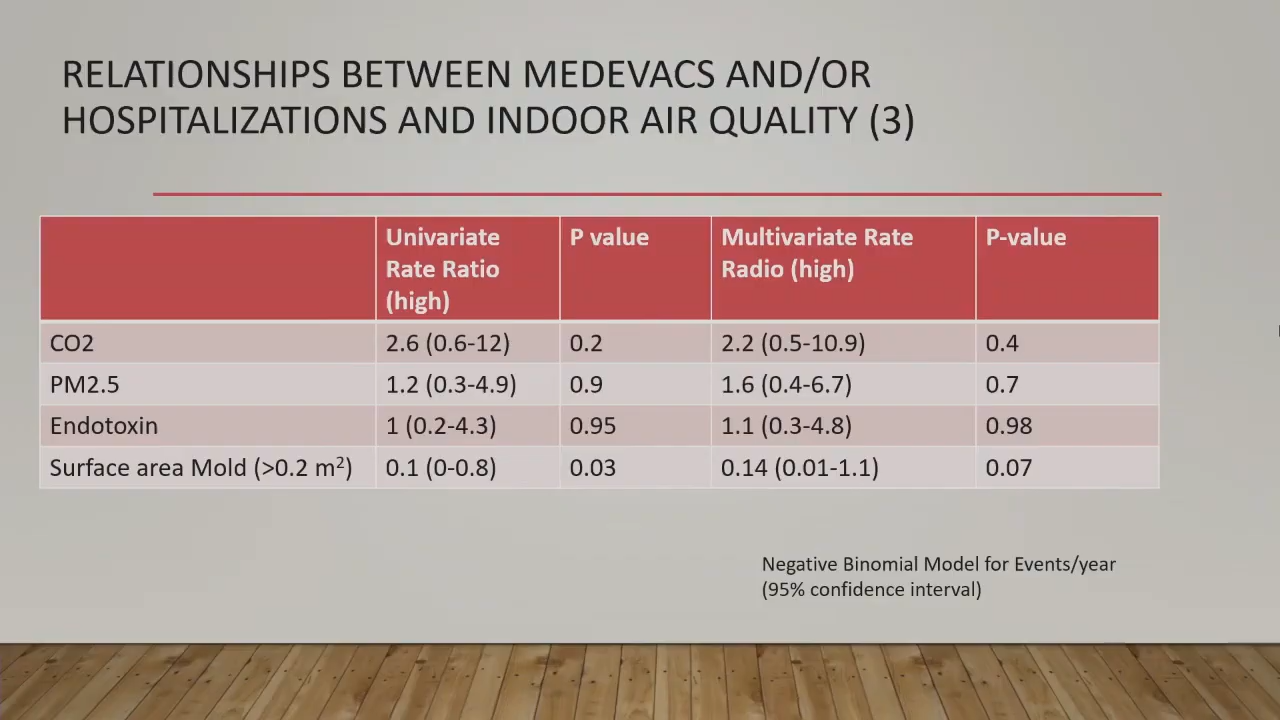 RELATIONSHIPS BETWEEN MEDEVACS AND/OR
HOSPITALIZATIONS AND INDOOR AIR QUALITY (3)
Univariate Rate Ratio (high) P value Multivariate Rate Radio (high) P-value
CO2 2.6 (0.6-12) 0.2 2.2 (0.5-10.9) 0.4
PM2.5 1.2 (0.3-4.9) 0.9 1.6 (0.4-6.7) 0.7
Endotoxin 1 (0.2-4.3) 0.95 1.1 (0.3-4.8) 0.98
Surface area Mold (>0.2 m²) 0.1 (0-0.8) 0.03 0.14 (0.01-1.1) 0.07
Negative Binomial Model for Events/year
(95% confidence interval)